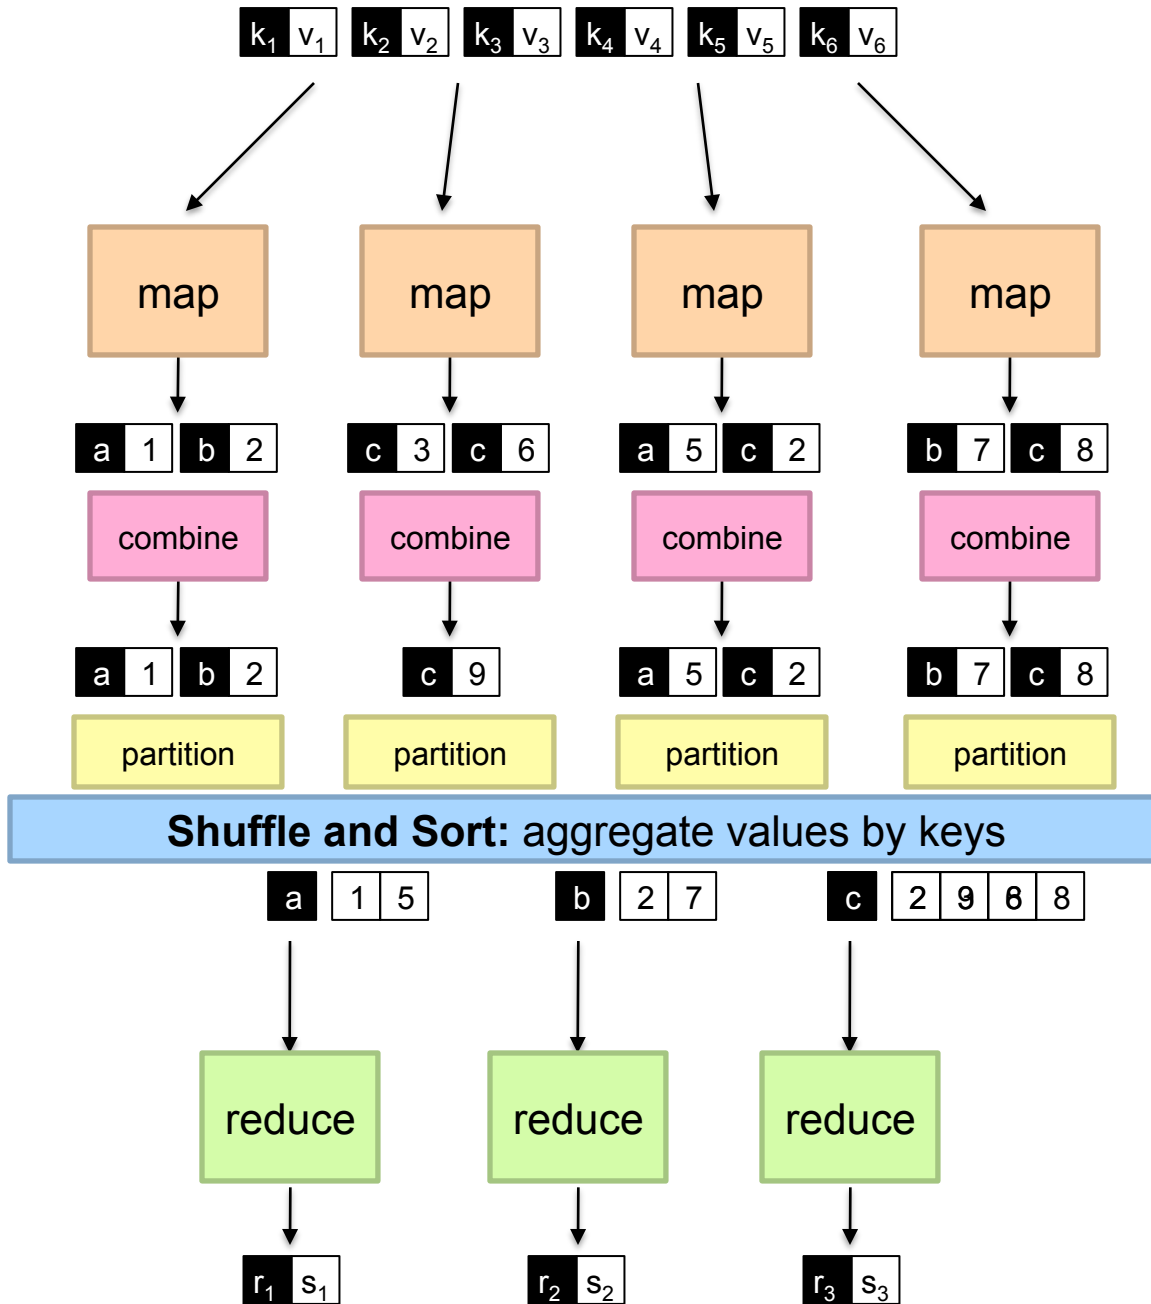 k1 v1 k2 v2 k3 v3 k4 v4 k5 v5 k6 v6
map map map map
a 1 b 2 c 3 c 6 a 5 c 2 b 7 c 8
combine combine combine combine
a 1 b 2 c 9 a 5 c 2 b 7 c 8
partition partition partition partition
Shuffle and Sort: aggregate values by keys
a 1 5 b 2 7 c 2 8
reduce reduce reduce
r1 s1 r2 s2 r3 s3